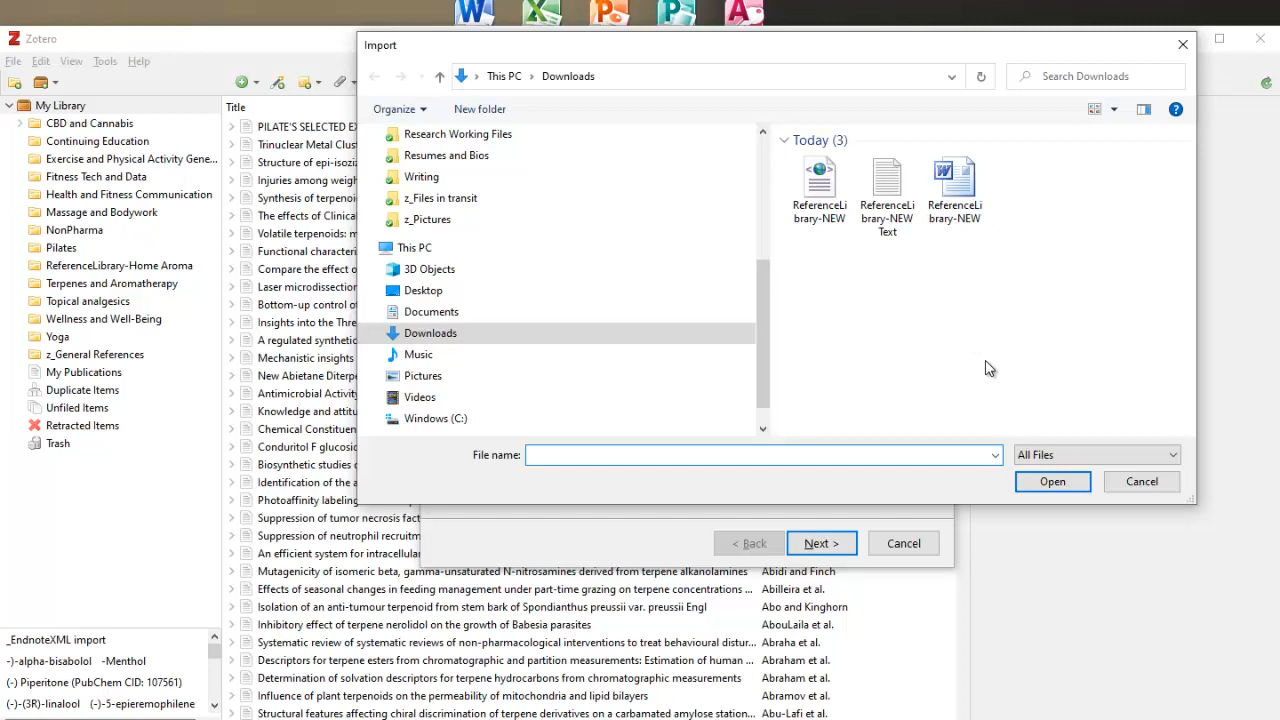 Zotero
File Edit View Tools Help
My Library
CBD and Cannabis
Continuing Education
Exercise and Physical Activity Gene...
Fitness Tech and Data
Health and Fitness Communication
Massage and Bodywork
NonPharma
Pilates
ReferenceLibrary-Home Aroma
Terpenes and Aromatherapy
Topical analgesics
Wellness and Well-Being
Yoga
z_General References
My Publications
Duplicate Items
Unfiled Items
Retracted Items
Trash
_EndnoteXML import
-)-alpha-bisabolol -Menthol
(-) Piperitone (PubChem CID: 107561)
(-)-(3R)-linalool (-)-5-epieremophilene
Title
PILATE'S SELECTED EX
Trinuclear Metal Clust
Structure of epi-isozi
Injuries among weigh
Synthesis of terpenoi
The effects of Clinical
Volatile terpenoids: m
Functional characteri
Compare the effect o
Laser microdissection
Bottom-up control of
Insights into the Thre
A regulated synthetic
Mechanistic insights
New Abietane Diterpe
Antimicrobial Activity
Knowledge and attitu
Chemical Constituen
Conduritol F glucosid
Biosynthetic studies o
Identification of the a
Photoaffinity labeling
Suppression of tumor necrosis fact
Suppression of neutrophil recruitm
An efficient system for intracellular
Mutagenicity of isomeric beta, gamma-unsaturated N-nitrosamines derived from terpene alkanolamines Abidi and Finch
Effects of seasonal changes in feeding management under part-time grazing on terpene concentrations ... Abilleira et al.
Isolation of an anti-tumour terpenoid from stem bark of Spondianthus preussii var. preussii Engl Abo and Kinghorn
Inhibitory effect of terpene nerolidol on the growth of Babesia parasites AbouLaila et al.
Systematic review of systematic reviews of non-pharmacological interventions to treat behavioural distur... Abraha et al.
Descriptors for terpene esters from chromatographic and partition measurements: Estimation of human ... Abraham et al.
Determination of solvation descriptors for terpene hydrocarbons from chromatographic measurements Abraham et al.
Influence of plant terpenoids on the permeability of mitochondria and lipid bilayers Abramov et al.
Structural features affecting chiral discrimination of terpene derivatives on a carbamated amylose station... Abu-Lafi et al.
Import
This PC > Downloads
Search Downloads
Organize New folder
Research Working Files
Resumes and Bios
Writing
z_Files in transit
z_Pictures
This PC
3D Objects
Desktop
Documents
Downloads
Music
Pictures
Videos
Windows (C:)
Today (3)
ReferenceLi
brary-NEW
ReferenceLi
brary-NEW
Text
ReferenceLi
brary-NEW
File name:
All Files
Open Cancel
< Back Next > Cancel